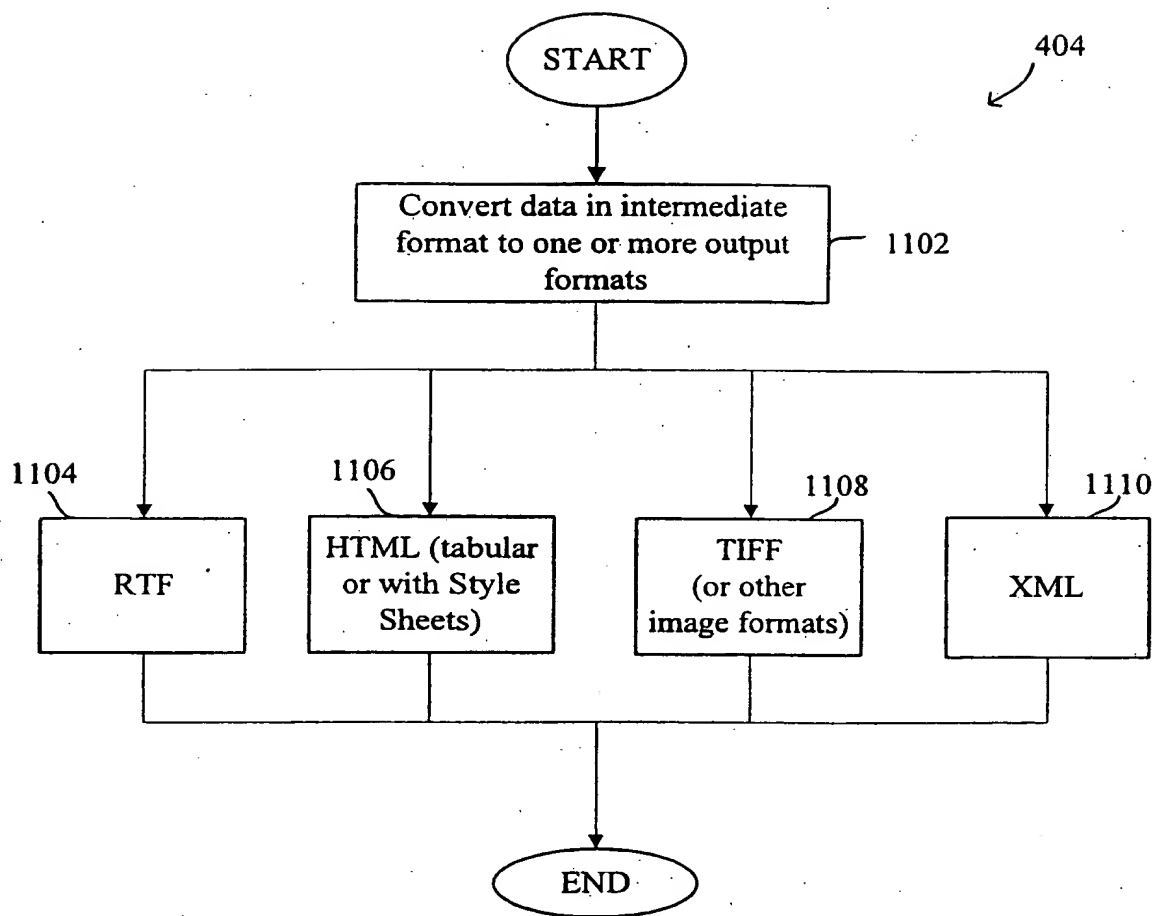 START
404
Convert data in intermediate
format to one or more output
formats
1102
1104
1106
1108
1110
RTF
HTML (tabular
or with Style
Sheets)
TIFF
(or other
image formats)
XML
END